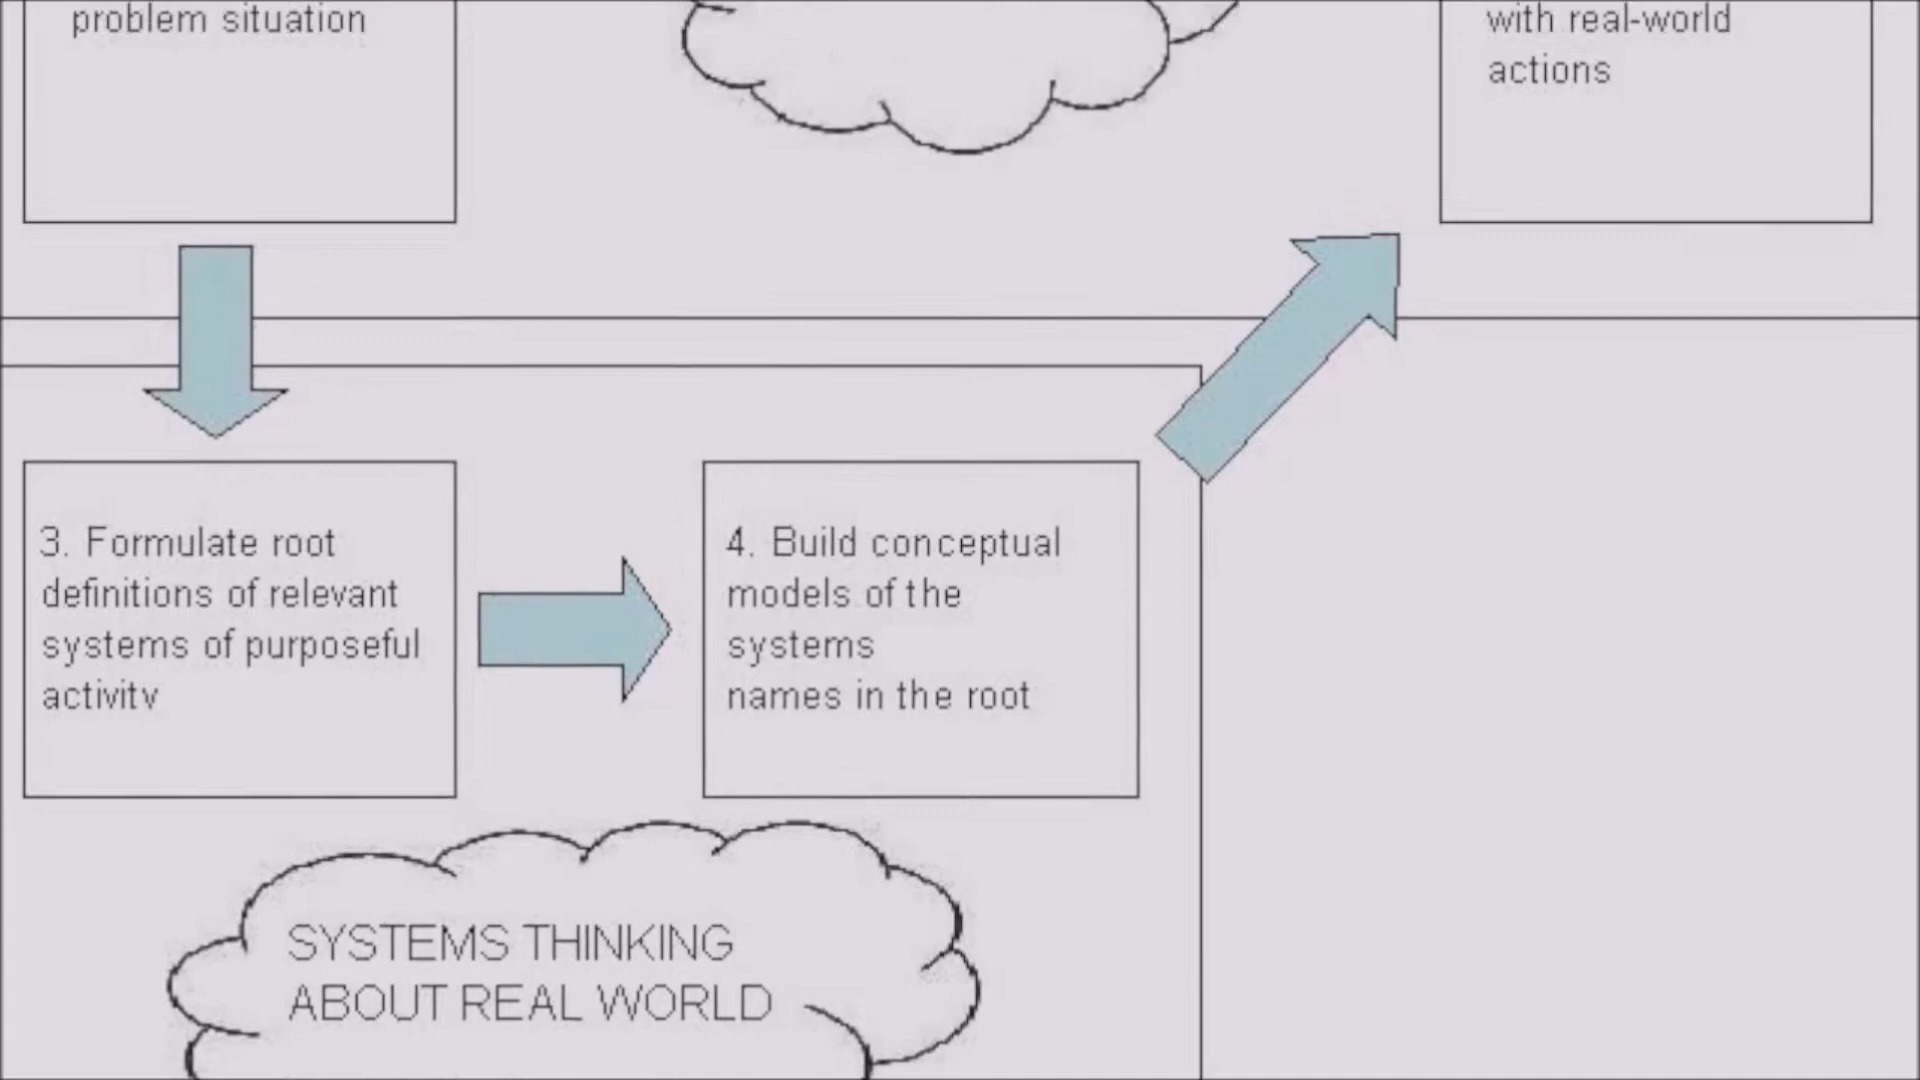 problem situation
with real-world
actions
3. Formulate root
definitions of relevant
systems of purposeful
activity
4. Build conceptual
models of the
systems
names in the root
SYSTEMS THINKING
ABOUT REAL WORLD